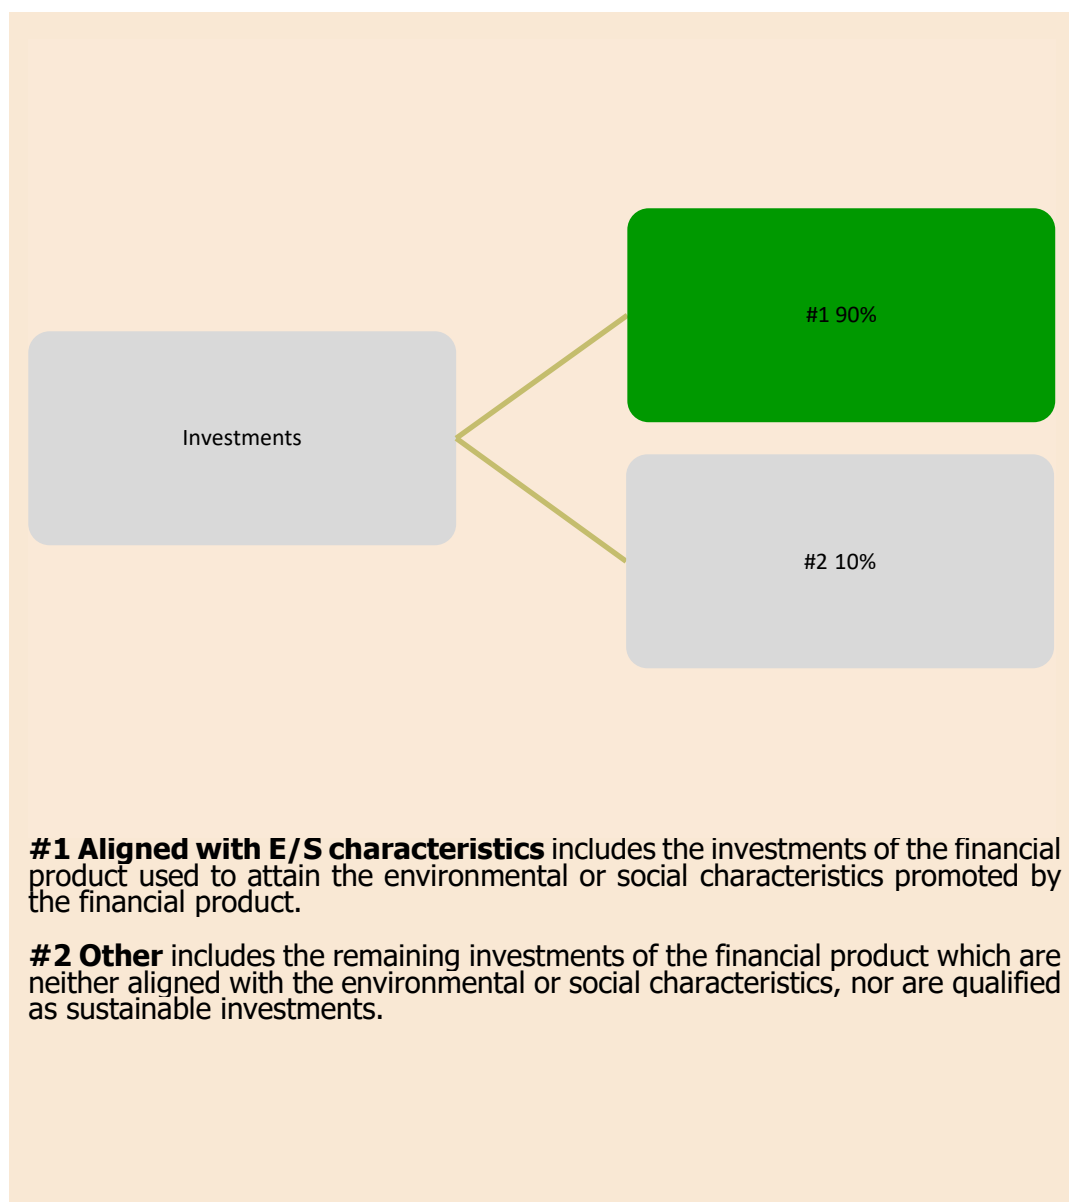 #1 90%
Investments
#2 10%
#1 Aligned with E/S characteristics includes the investments of the financial
product used to attain the environmental or social characteristics promoted by
the financial product.
#2 Other includes the remaining investments of the financial product which are
neither aligned with the environmental or social characteristics, nor are qualified
as sustainable investments.